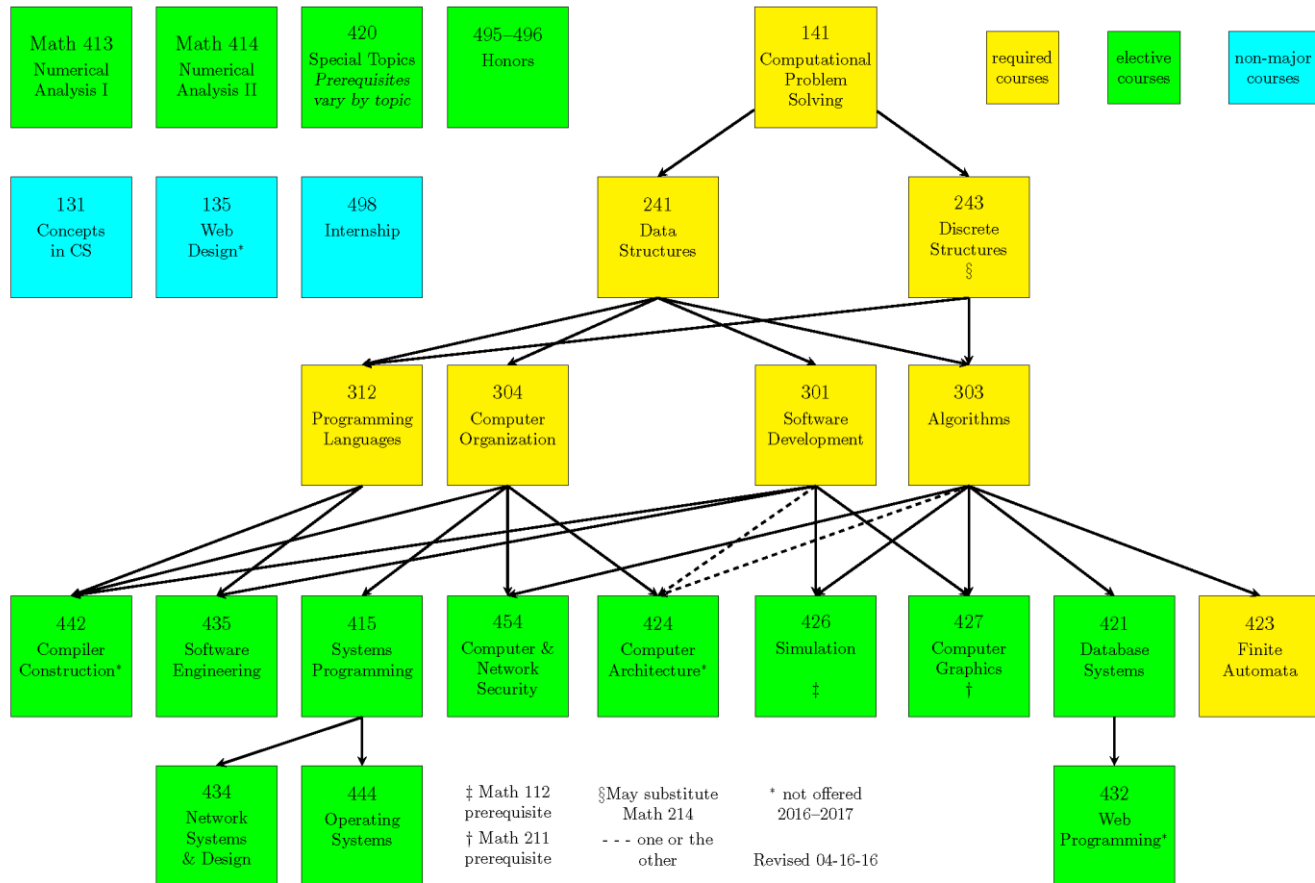 Math 413
Numerical
Analysis I
Math 414
Numerical
Analysis II
420
Special Topics
Prerequisites
vary by topic
495–496
Honors
141
Computational
Problem
Solving
required
courses
elective
courses
non-major
courses
131
Concepts
in CS
135
Web
Design*
498
Internship
241
Data
Structures
243
Discrete
Structures
§
312
Programming
Languages
304
Computer
Organization
301
Software
Development
303
Algorithms
442
Compiler
Construction*
435
Software
Engineering
415
Systems
Programming
454
Computer &
Network
Security
424
Computer
Architecture*
426
Simulation
‡
427
Computer
Graphics
†
421
Database
Systems
423
Finite
Automata
434
Network
Systems
& Design
444
Operating
Systems
‡ Math 112
prerequisite
† Math 211
prerequisite
§May substitute
Math 214
- - - one or the
other
* not offered
2016–2017
Revised 04-16-16
432
Web
Programming*